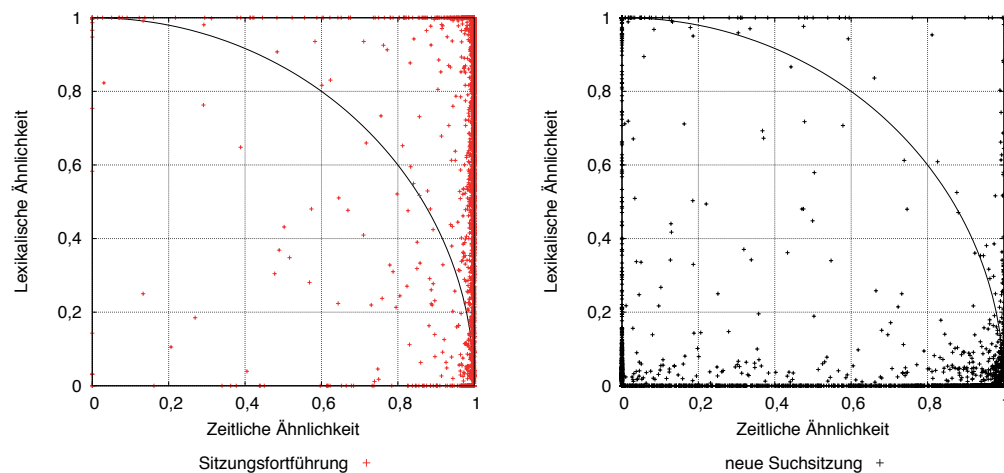 1
0,8
0,6
0,4
0,2
0
0 0,2 0,4 0,6 0,8 1
Lexikalische Ähnlichkeit
Zeitliche Ähnlichkeit
Sitzungsfortführung
1
0,8
0,6
0,4
0,2
0
0 0,2 0,4 0,6 0,8 1
Lexikalische Ähnlichkeit
Zeitliche Ähnlichkeit
neue Suchsitzung